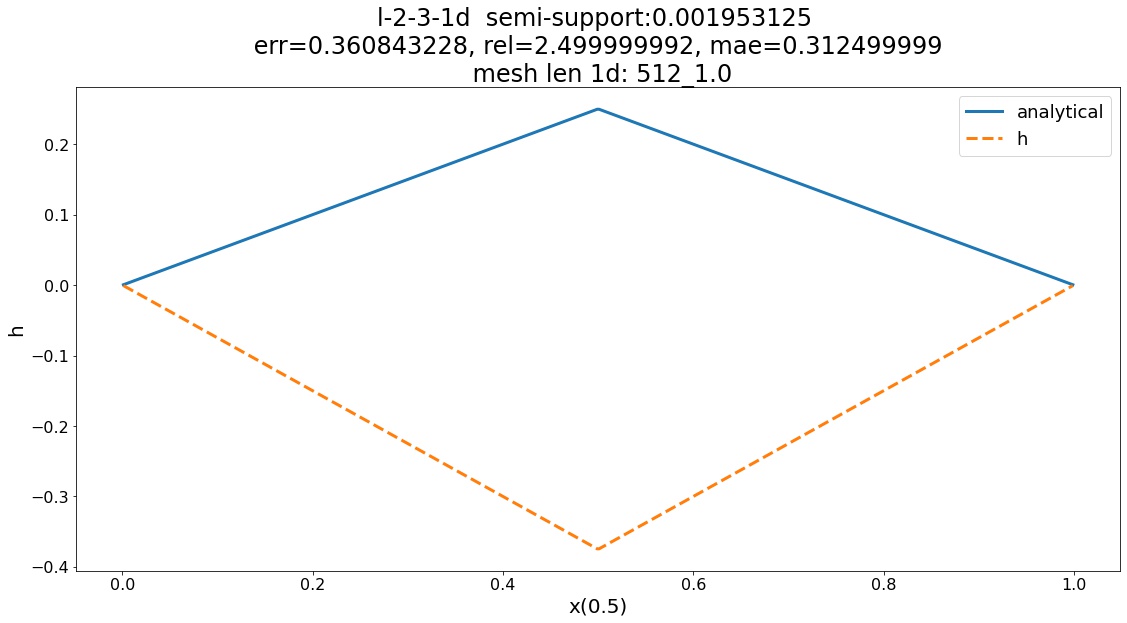 l-2-3-1d  semi-support:0.001953125
err=0.360843228, rel=2.499999992, mae=0.312499999
mesh len 1d: 512_1.0
analytical
h
0.2
0.1
0.0
−0.1
−0.2
−0.3
−0.4
h
0.0
0.2
0.4
0.6
0.8
1.0
x(0.5)